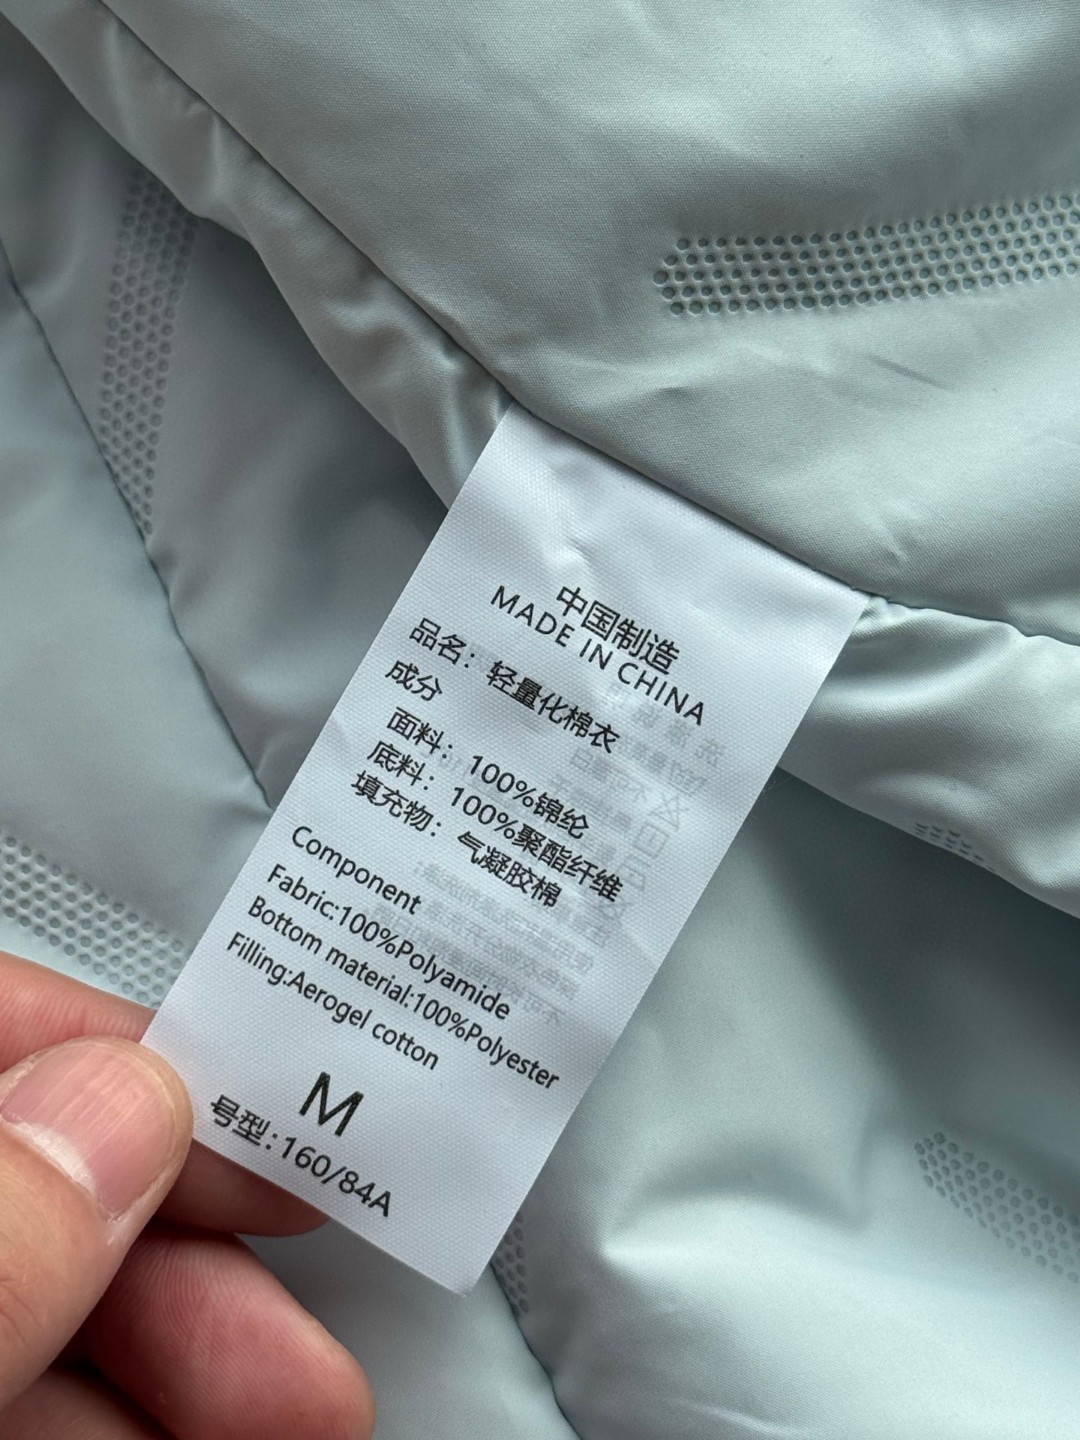 中国制造
MADE IN CHINA
品名：轻量化棉衣
成分
面料：100%锦纶
底料：100%聚酯纤维
填充物：气凝胶棉
Component
Fabric:100%Polyamide
Bottom material:100%Polyester
Filling:Aerogel cotton
M
号型:160/84A